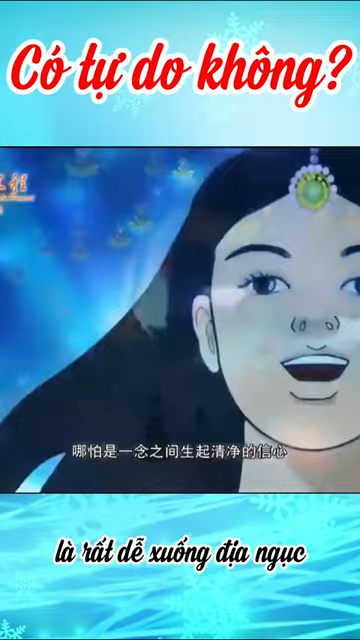 Có tự do không?
程
哪怕是一念之间生起清净的信心
là rất dễ xuống địa ngục